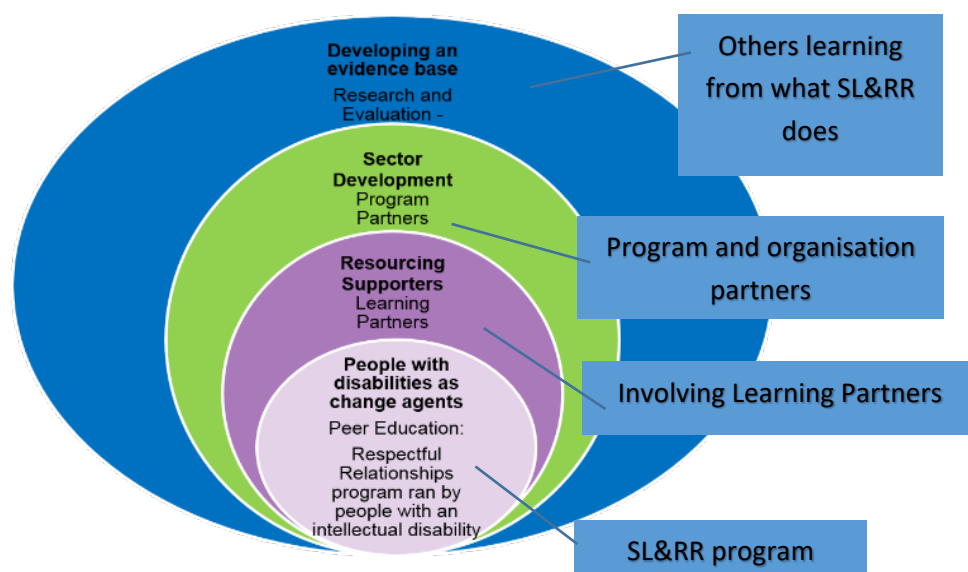 Developing an
evidence base
Research and
Evaluation -
Sector
Development
Program
Partners
Resourcing
Supporters
Learning
Partners
People with
disabilities as
change agents
Peer Education:
Respectful
Relationships
program ran by
people with an
intellectual disability
Others learning
from what SL&RR
does
Program and organisation
partners
Involving Learning Partners
SL&RR program